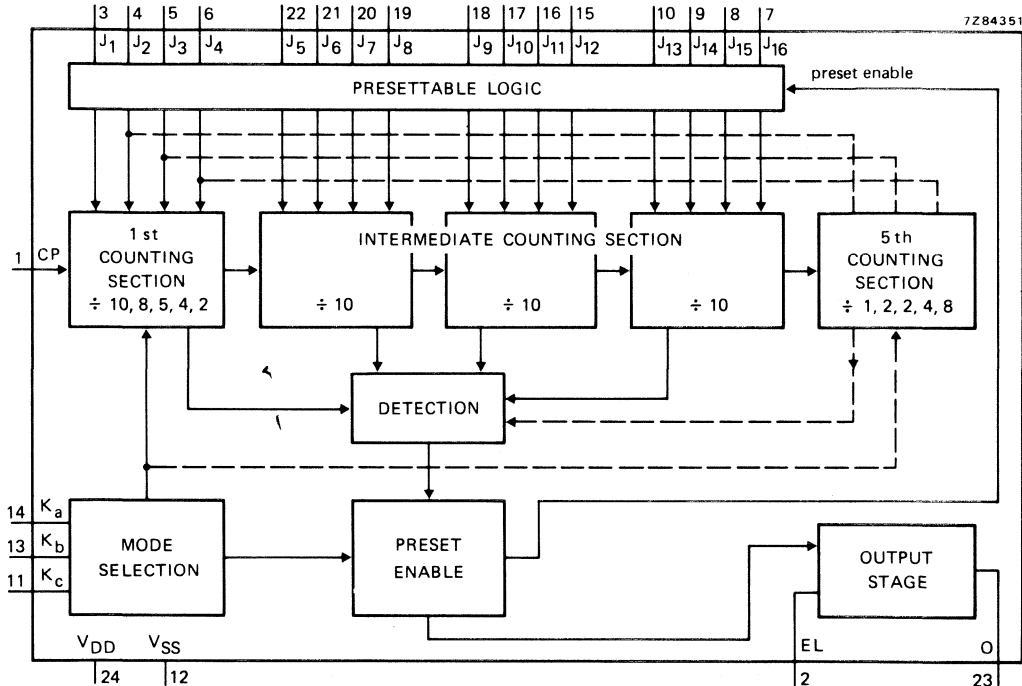 3 4 5 6 22 21 20 19 18 17 16 15 10 9 8 7 7Z84351
J1 J2 J3 J4 J5 J6 J7 J8 J9 J10 J11 J12 J13 J14 J15 J16
PRESETTABLE LOGIC
preset enable
1 CP
1st
COUNTING
SECTION
÷ 10, 8, 5, 4, 2
INTERMEDIATE COUNTING SECTION
÷ 10
÷ 10
÷ 10
5th
COUNTING
SECTION
÷ 1, 2, 2, 4, 8
DETECTION
14 Ka
13 Kb
11 Kc
MODE
SELECTION
PRESET
ENABLE
OUTPUT
STAGE
VDD
VSS
EL
O
24
12
2
23